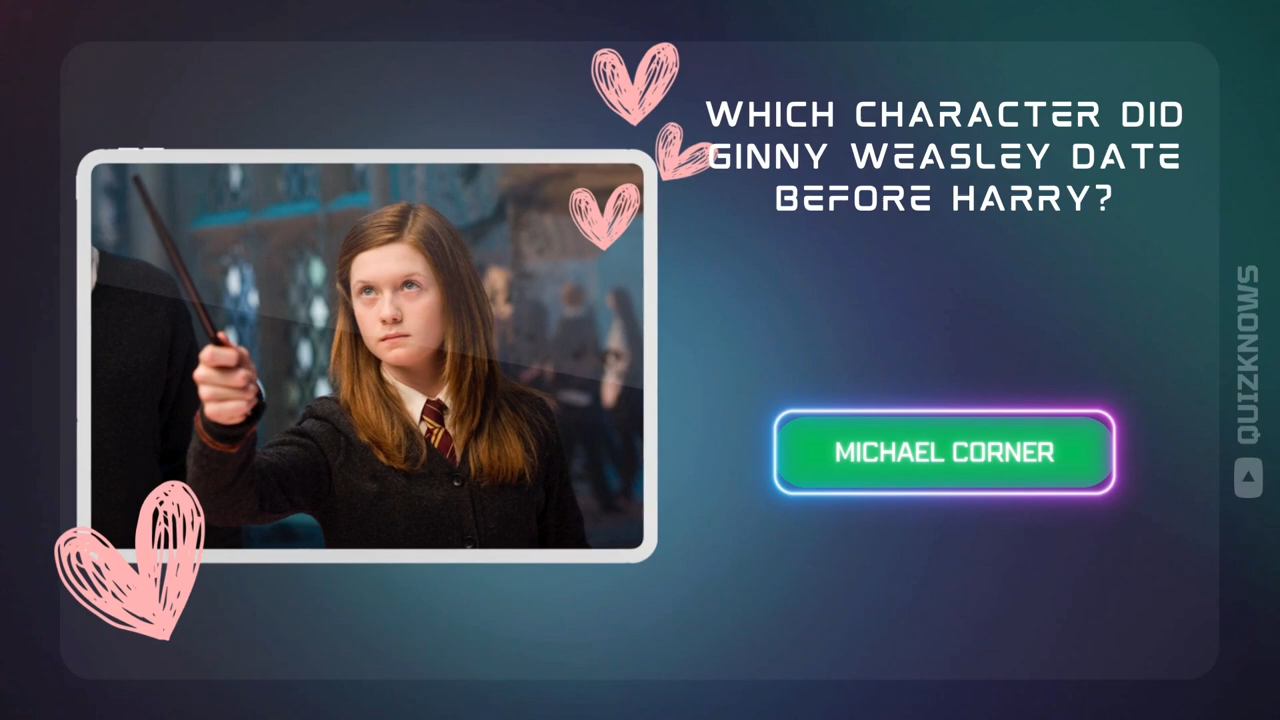 WHICH CHARACTER DID
GINNY WEASLEY DATE
BEFORE HARRY?
MICHAEL CORNER
QUIZKNOWS